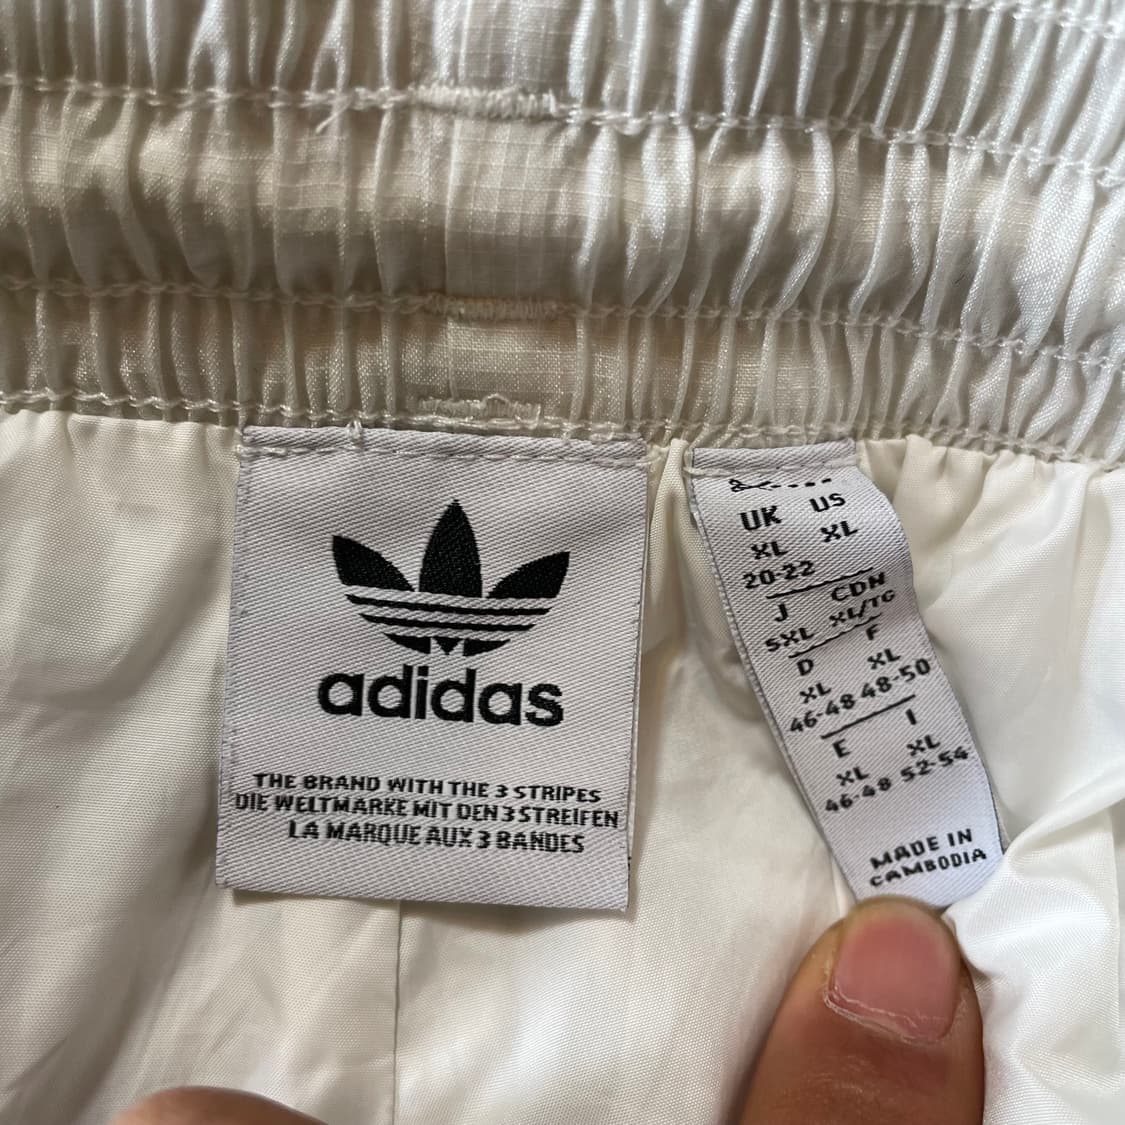 adidas
THE BRAND WITH THE 3 STRIPES
DIE WELTMARKE MIT DEN 3 STREIFEN
LA MARQUE AUX 3 BANDES
UK US
XL XL
20-22
J CDN
5XL XL/TG
D F
XL XL
46-48 48-50
E I
XL XL
46-48 52-54
MADE IN
CAMBODIA